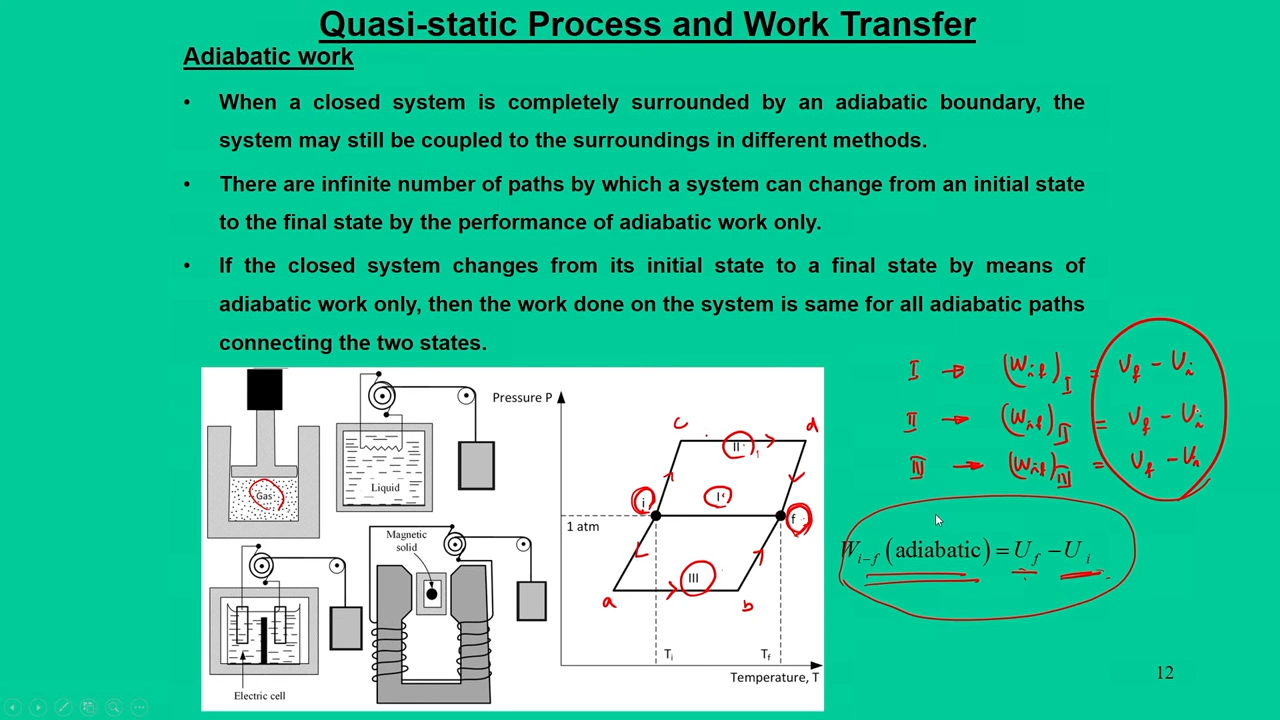 Quasi-static Process and Work Transfer
Adiabatic work
• When a closed system is completely surrounded by an adiabatic boundary, the
system may still be coupled to the surroundings in different methods.
• There are infinite number of paths by which a system can change from an initial state
to the final state by the performance of adiabatic work only.
• If the closed system changes from its initial state to a final state by means of
adiabatic work only, then the work done on the system is same for all adiabatic paths
connecting the two states.
Gas
Liquid
Electric cell
Magnetic
solid
Pressure P
1 atm
c
d
II
i
I
f
III
a
b
Ti
Tf
Temperature, T
I → (Wif)I = Uf - Ui
II → (Wif)II = Uf - Ui
III → (Wif)III = Uf - Ui
Wi-f (adiabatic) = Uf - Ui
12